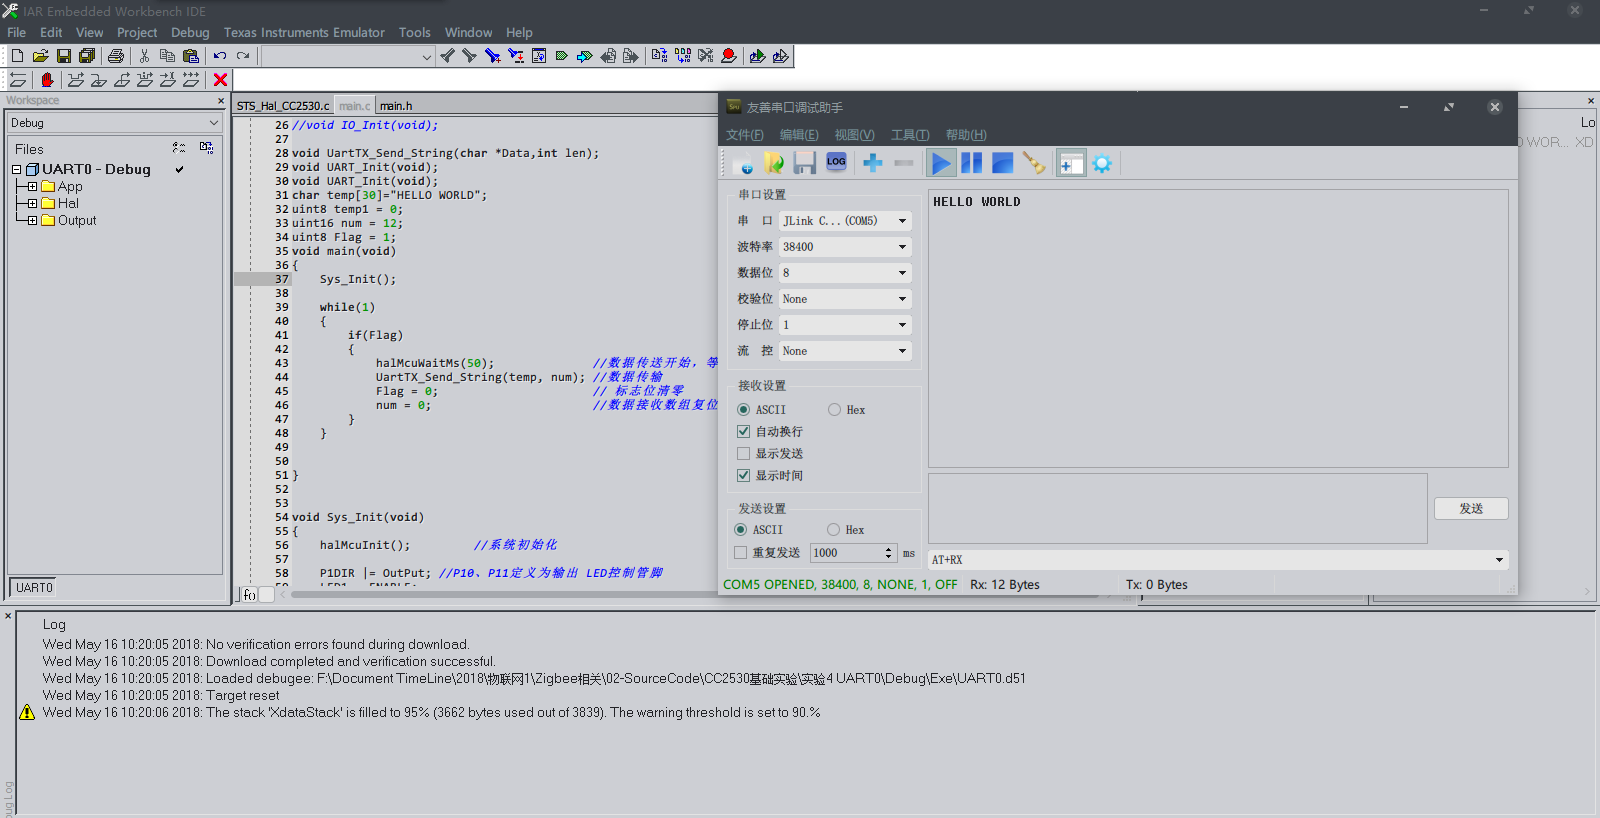 IAR Embedded Workbench IDE
File Edit View Project Debug Texas Instruments Emulator Tools Window Help
Workspace
Debug
Files
UART0 - Debug
App
Hal
Output
UART0
STS_Hal_CC2530.c main.c main.h
26 //void IO_Init(void);
27
28 void UartTX_Send_String(char *Data,int len);
29 void UART_Init(void);
30 void UART_Init(void);
31 char temp[30]="HELLO WORLD";
32 uint8 temp1 = 0;
33 uint16 num = 12;
34 uint8 Flag = 1;
35 void main(void)
36 {
37 Sys_Init();
38
39 while(1)
40 {
41 if(Flag)
42 {
43 halMcuWaitMs(50); //数据传送开始，等
44 UartTX_Send_String(temp, num); //数据传输
45 Flag = 0; // 标志位清零
46 num = 0; //数据接收数组复位
47 }
48 }
49
50
51 }
52
53
54 void Sys_Init(void)
55 {
56 halMcuInit(); //系统初始化
57
58 P1DIR |= OutPut; //P10、P11定义为输出 LED控制管脚
f()
友善串口调试助手
文件(F) 编辑(E) 视图(V) 工具(T) 帮助(H)
LOG
串口设置
串 口 JLink C...(COM5)
波特率 38400
数据位 8
校验位 None
停止位 1
流 控 None
接收设置
ASCII Hex
自动换行
显示发送
显示时间
发送设置
ASCII Hex
重复发送 1000 ms
HELLO WORLD
发送
AT+RX
COM5 OPENED, 38400, 8, NONE, 1, OFF Rx: 12 Bytes Tx: 0 Bytes
Lo
WOR... XD
Log
Wed May 16 10:20:05 2018: No verification errors found during download.
Wed May 16 10:20:05 2018: Download completed and verification successful.
Wed May 16 10:20:05 2018: Loaded debugee: F:\Document TimeLine\2018\物联网1\Zigbee相关\02-SourceCode\CC2530基础实验\实验4 UART0\Debug\Exe\UART0.d51
Wed May 16 10:20:05 2018: Target reset
Wed May 16 10:20:06 2018: The stack 'XdataStack' is filled to 95% (3662 bytes used out of 3839). The warning threshold is set to 90.%
ug Log